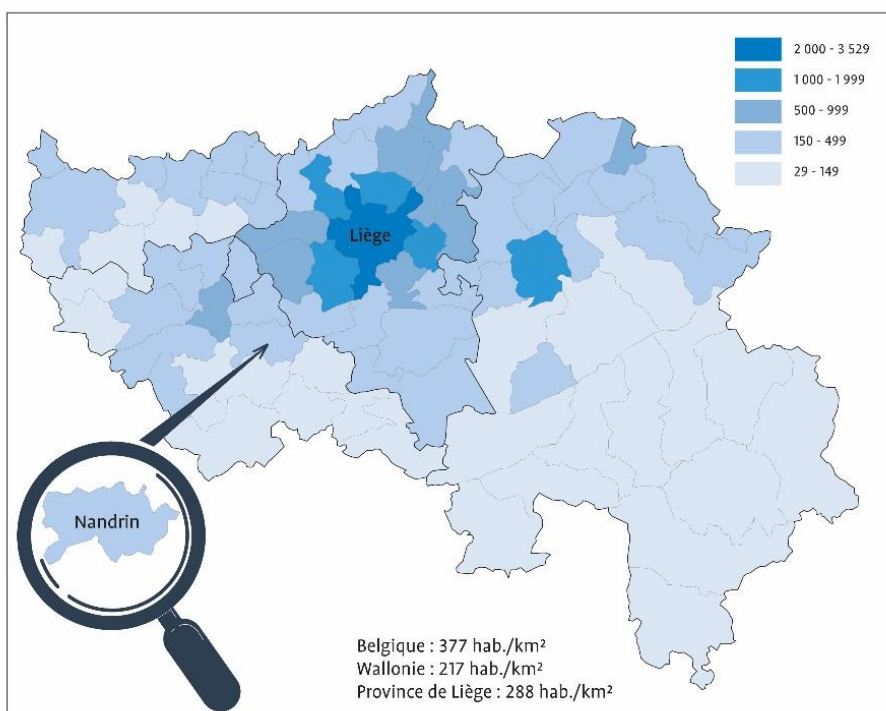 2 000 - 3 529
1 000 - 1 999
500 - 999
150 - 499
29 - 149
Liège
Nandrin
Belgique : 377 hab./km²
Wallonie : 217 hab./km²
Province de Liège : 288 hab./km²